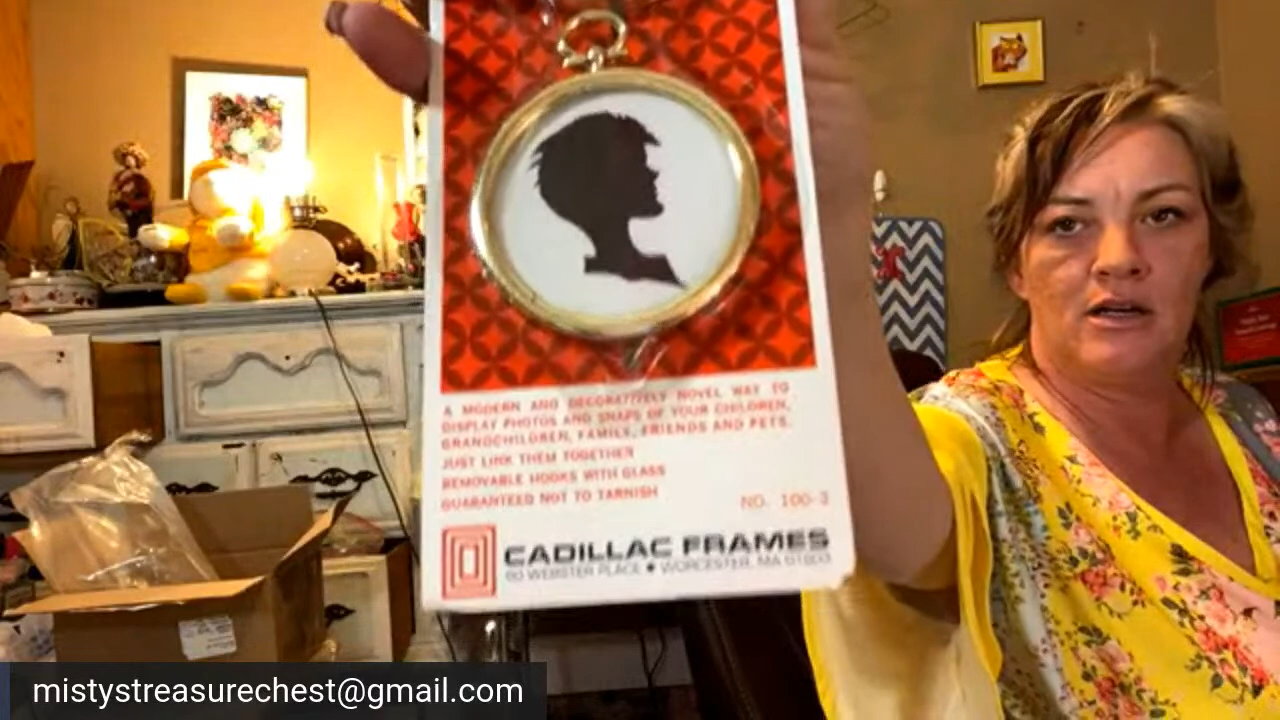 A MODERN AND DECORATIVELY NOVEL WAY TO
DISPLAY PHOTOS AND SNAPS OF YOUR CHILDREN,
GRANDCHILDREN, FAMILY, FRIENDS AND PETS.
JUST LINK THEM TOGETHER
REMOVABLE HOOKS WITH GLASS
GUARANTEED NOT TO TARNISH
NO. 100-3
CADILLAC FRAMES
60 WEBSTER PLACE ★ WORCESTER, MA 01603
mistystreasurechest@gmail.com